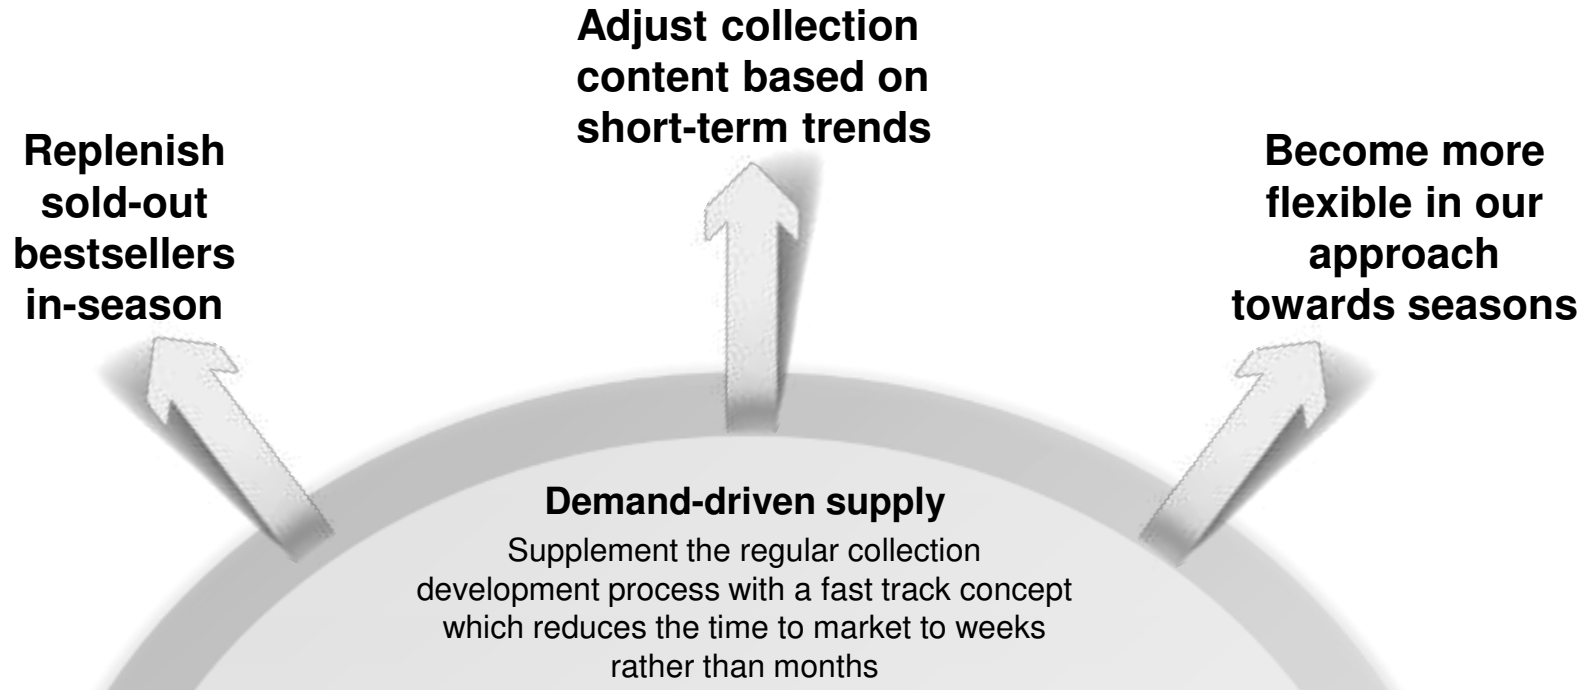 Adjust collection
content based on
short-term trends
Replenish
sold-out
bestsellers
in-season
Become more
flexible in our
approach
towards seasons
Demand-driven supply
Supplement the regular collection
development process with a fast track concept
which reduces the time to market to weeks
rather than months